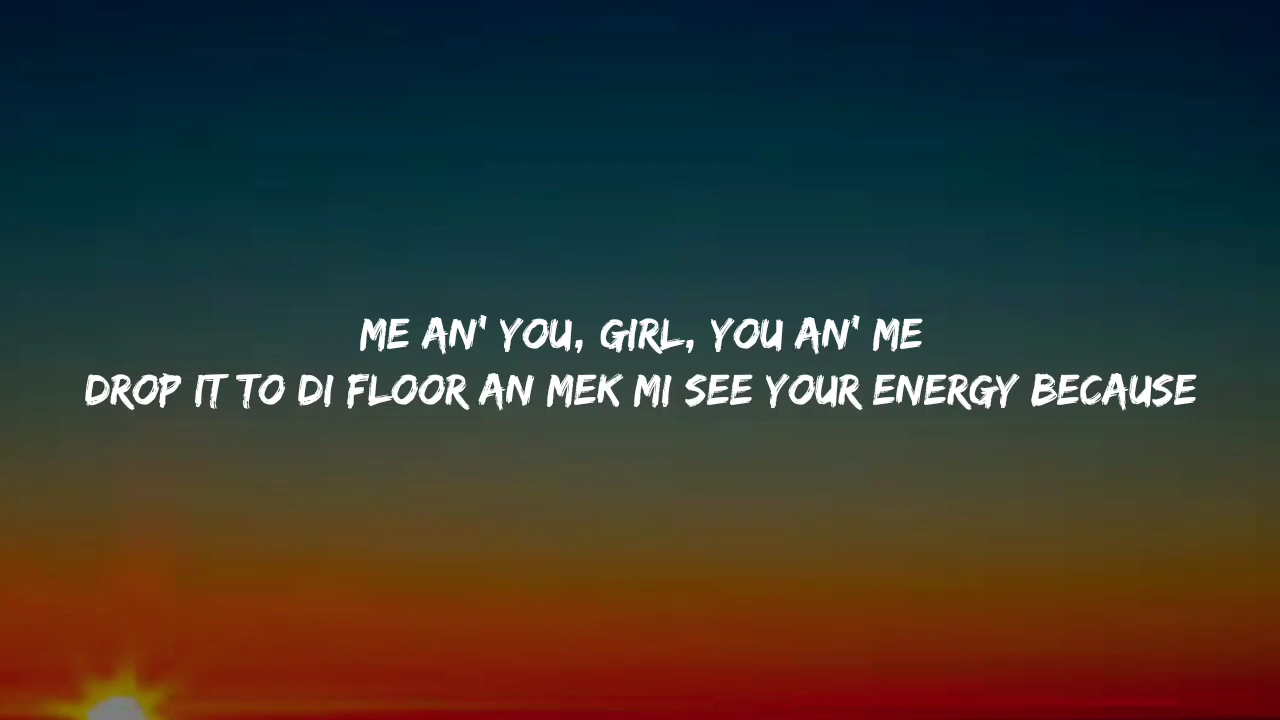 ME AN' YOU, GIRL, YOU AN' ME
DROP IT TO DI FLOOR AN MEK MI SEE YOUR ENERGY BECAUSE